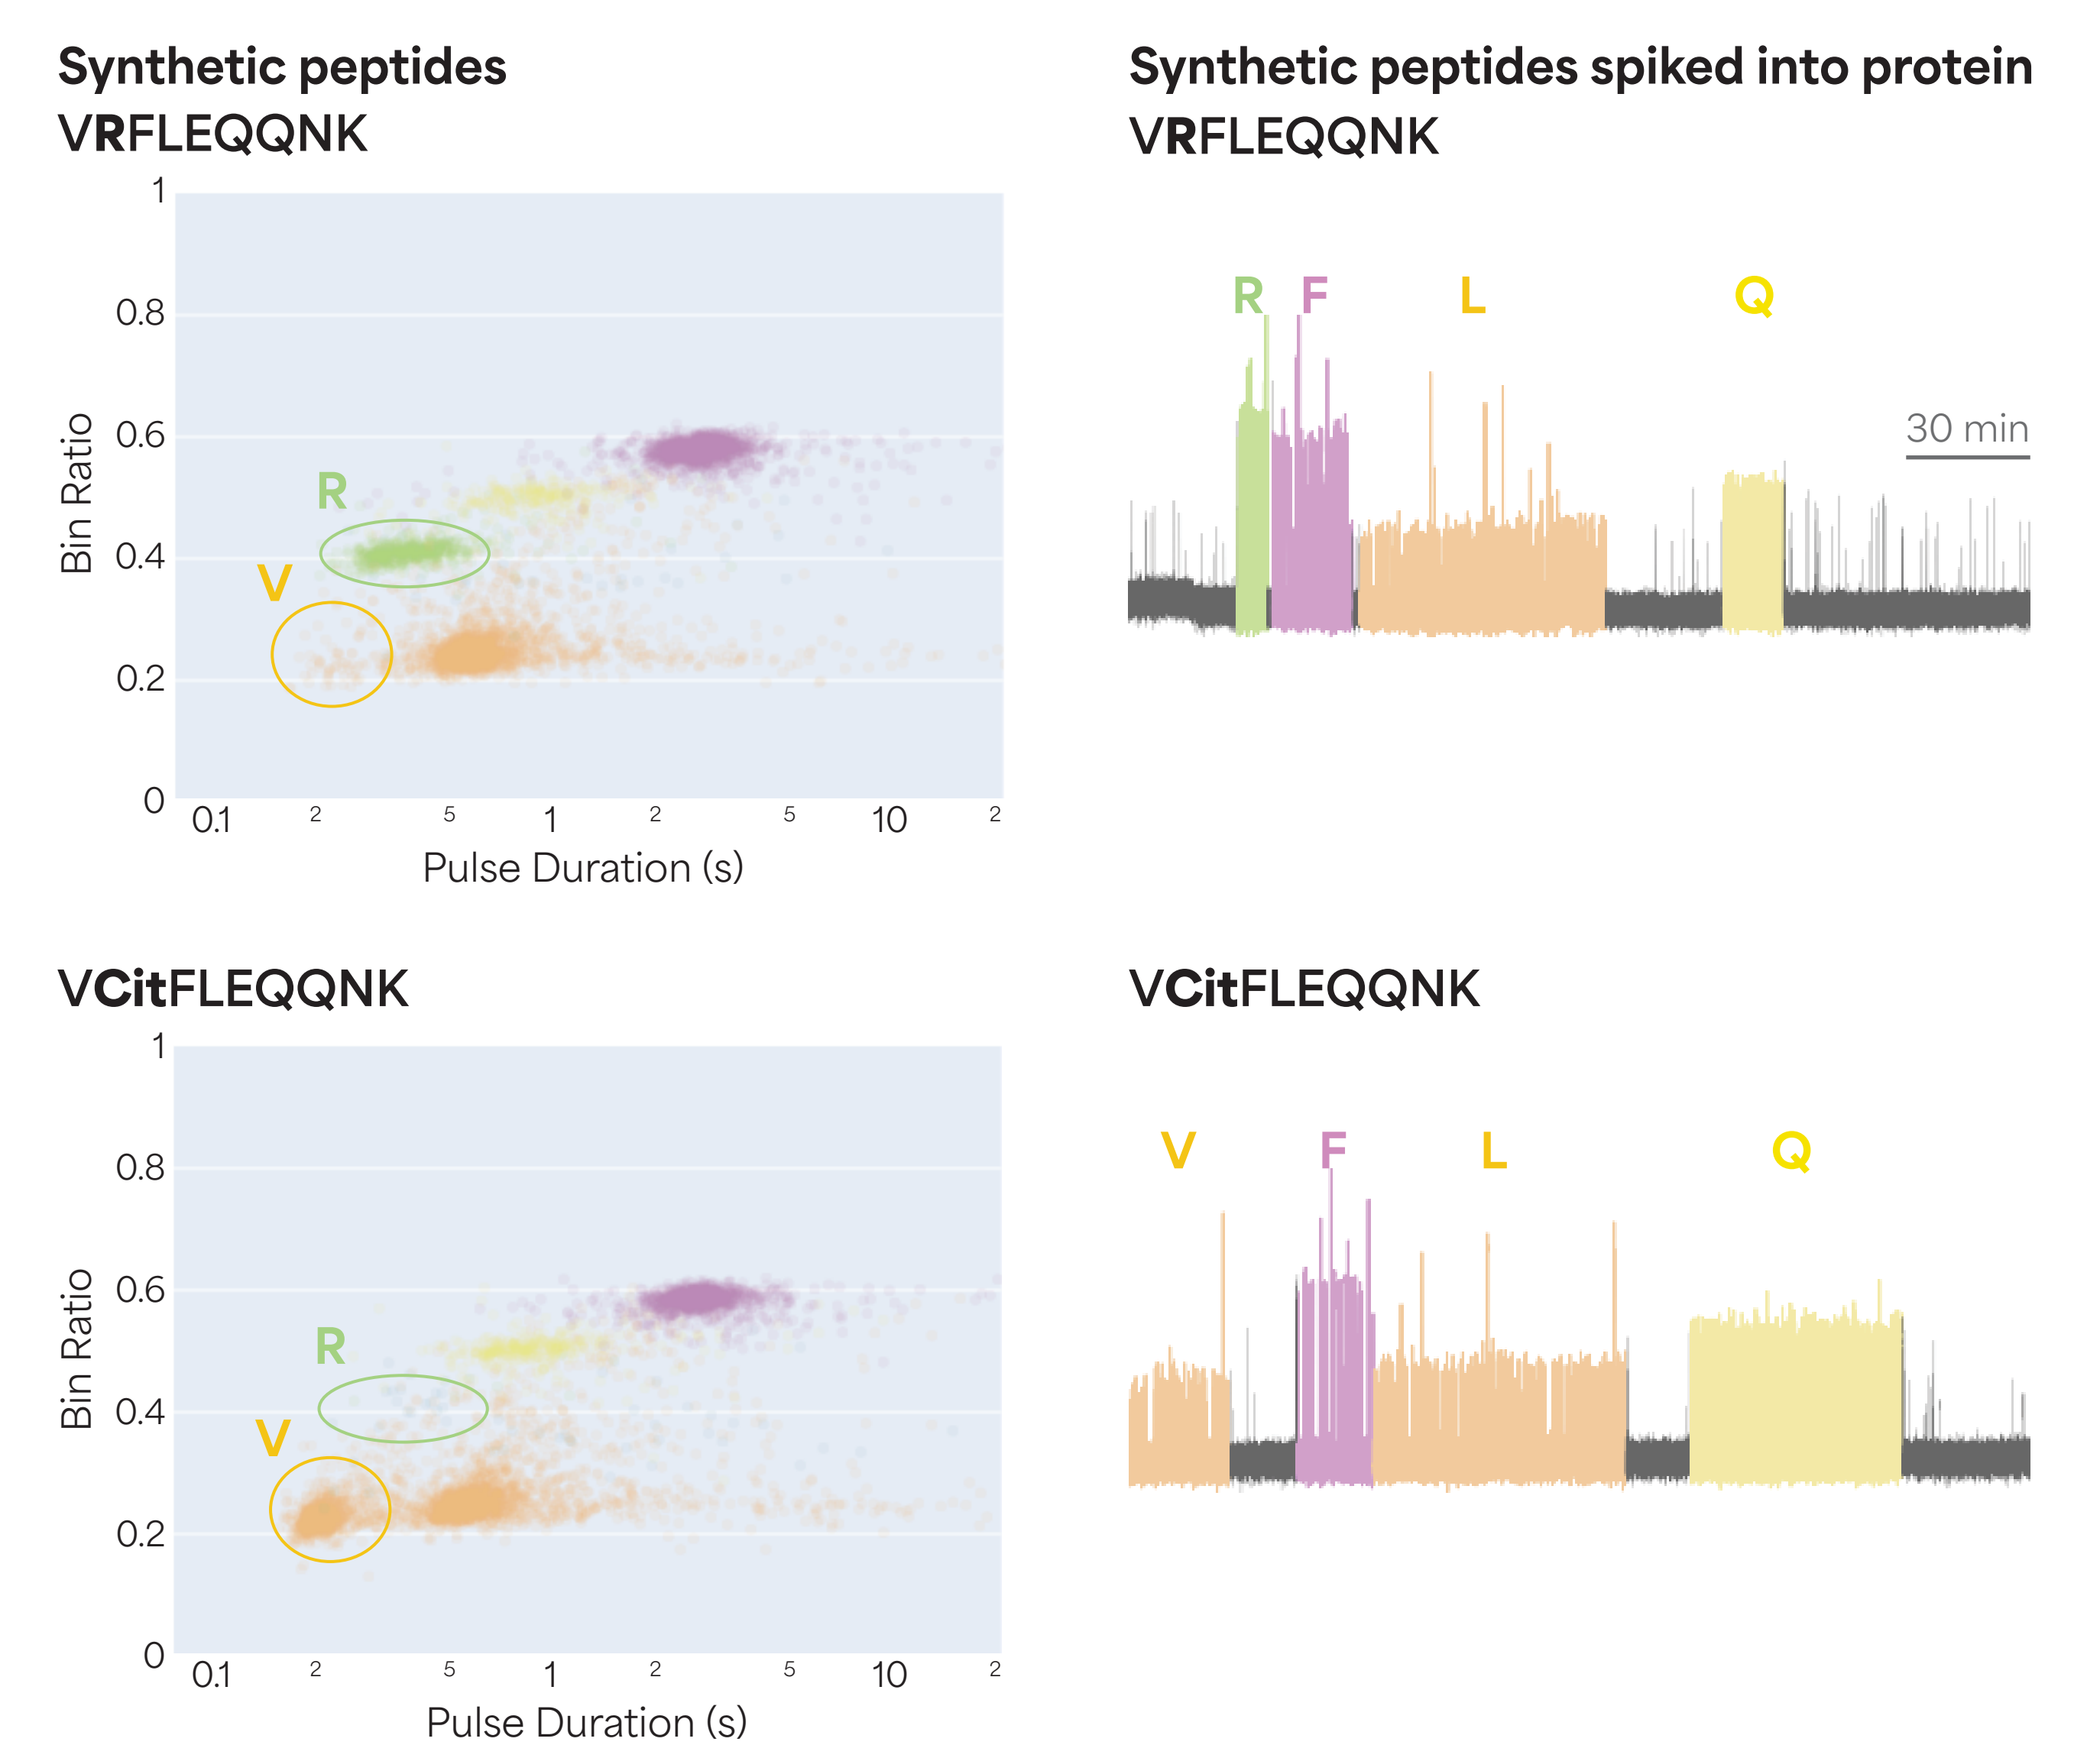 Synthetic peptides
VRFLEQQNK
1
0.8
0.6
0.4
0.2
0
Bin Ratio
R
V
0.1 2 5 1 2 5 10 2
Pulse Duration (s)
Synthetic peptides spiked into protein
VRFLEQQNK
R F L Q
30 min
VCitFLEQQNK
1
0.8
0.6
0.4
0.2
0
Bin Ratio
R
V
0.1 2 5 1 2 5 10 2
Pulse Duration (s)
VCitFLEQQNK
V F L Q